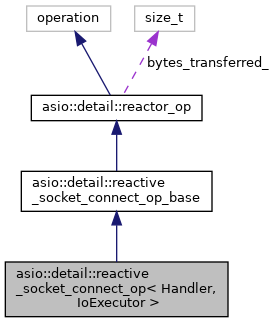 operation
size_t
bytes_transferred_
asio::detail::reactor_op
asio::detail::reactive
_socket_connect_op_base
asio::detail::reactive
_socket_connect_op< Handler,
IoExecutor >